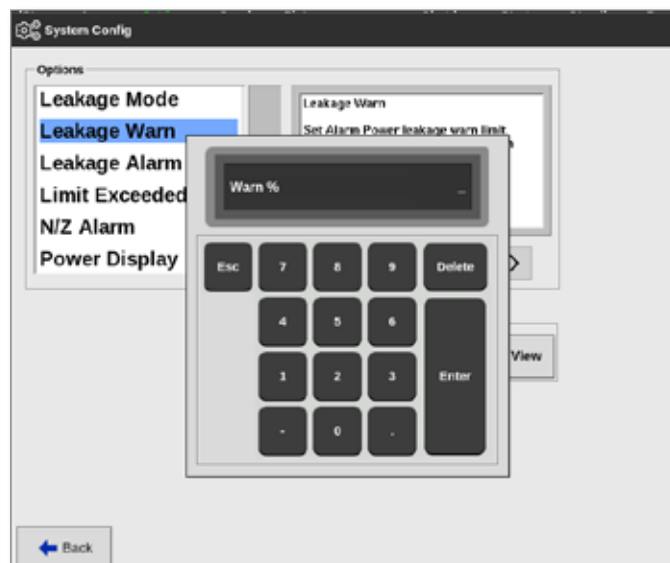 System Config
Options
Leakage Mode
Leakage Warn
Leakage Alarm
Limit Exceeded
N/Z Alarm
Power Display
Leakage Warn
Set Alarm Power leakage warn limit
Warn % _
Esc 7 8 9 Delete
4 5 6
1 2 3 Enter
- 0 .
View
Back